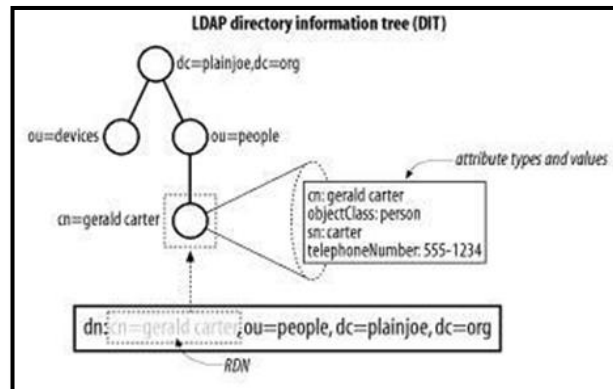 LDAP directory information tree (DIT)
dc=plainjoe,dc=org
ou=devices
ou=people
attribute types and values
cn=gerald carter
cn: gerald carter
objectClass: person
sn: carter
telephoneNumber: 555-1234
dn: cn=gerald carter, ou=people, dc=plainjoe, dc=org
RDN